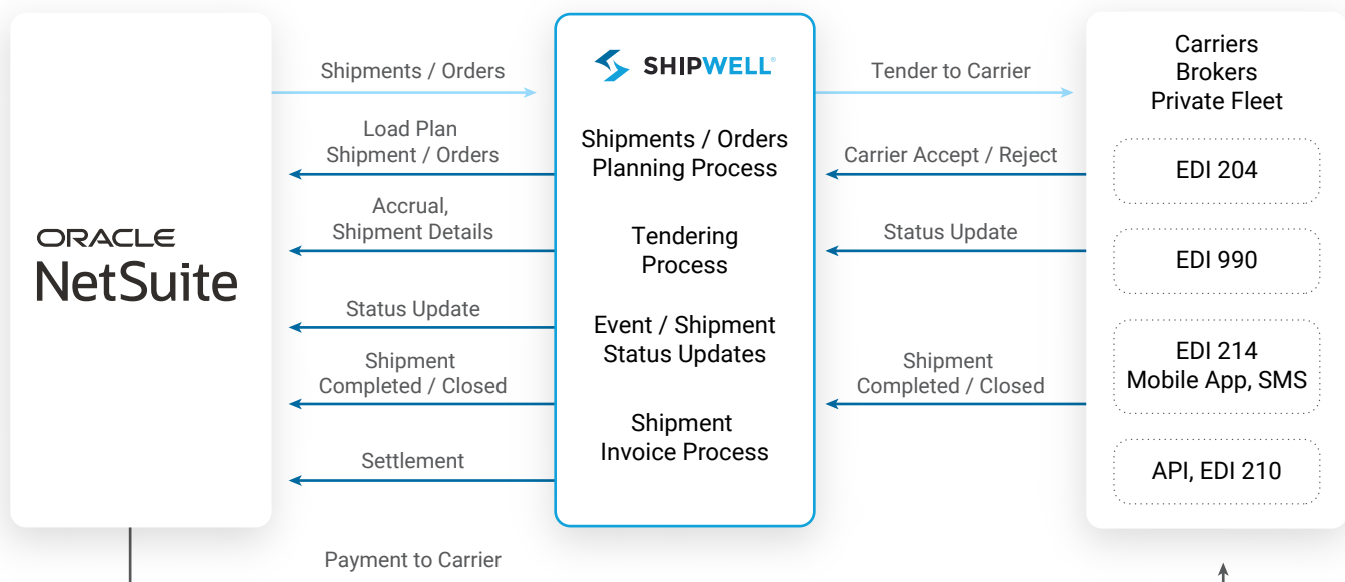 ORACLE
NetSuite
Shipments / Orders
Load Plan
Shipment / Orders
Accrual,
Shipment Details
Status Update
Shipment
Completed / Closed
Settlement
Payment to Carrier
SHIPWELL®
Shipments / Orders
Planning Process
Tendering
Process
Event / Shipment
Status Updates
Shipment
Invoice Process
Tender to Carrier
Carrier Accept / Reject
Status Update
Shipment
Completed / Closed
Carriers
Brokers
Private Fleet
EDI 204
EDI 990
EDI 214
Mobile App, SMS
API, EDI 210